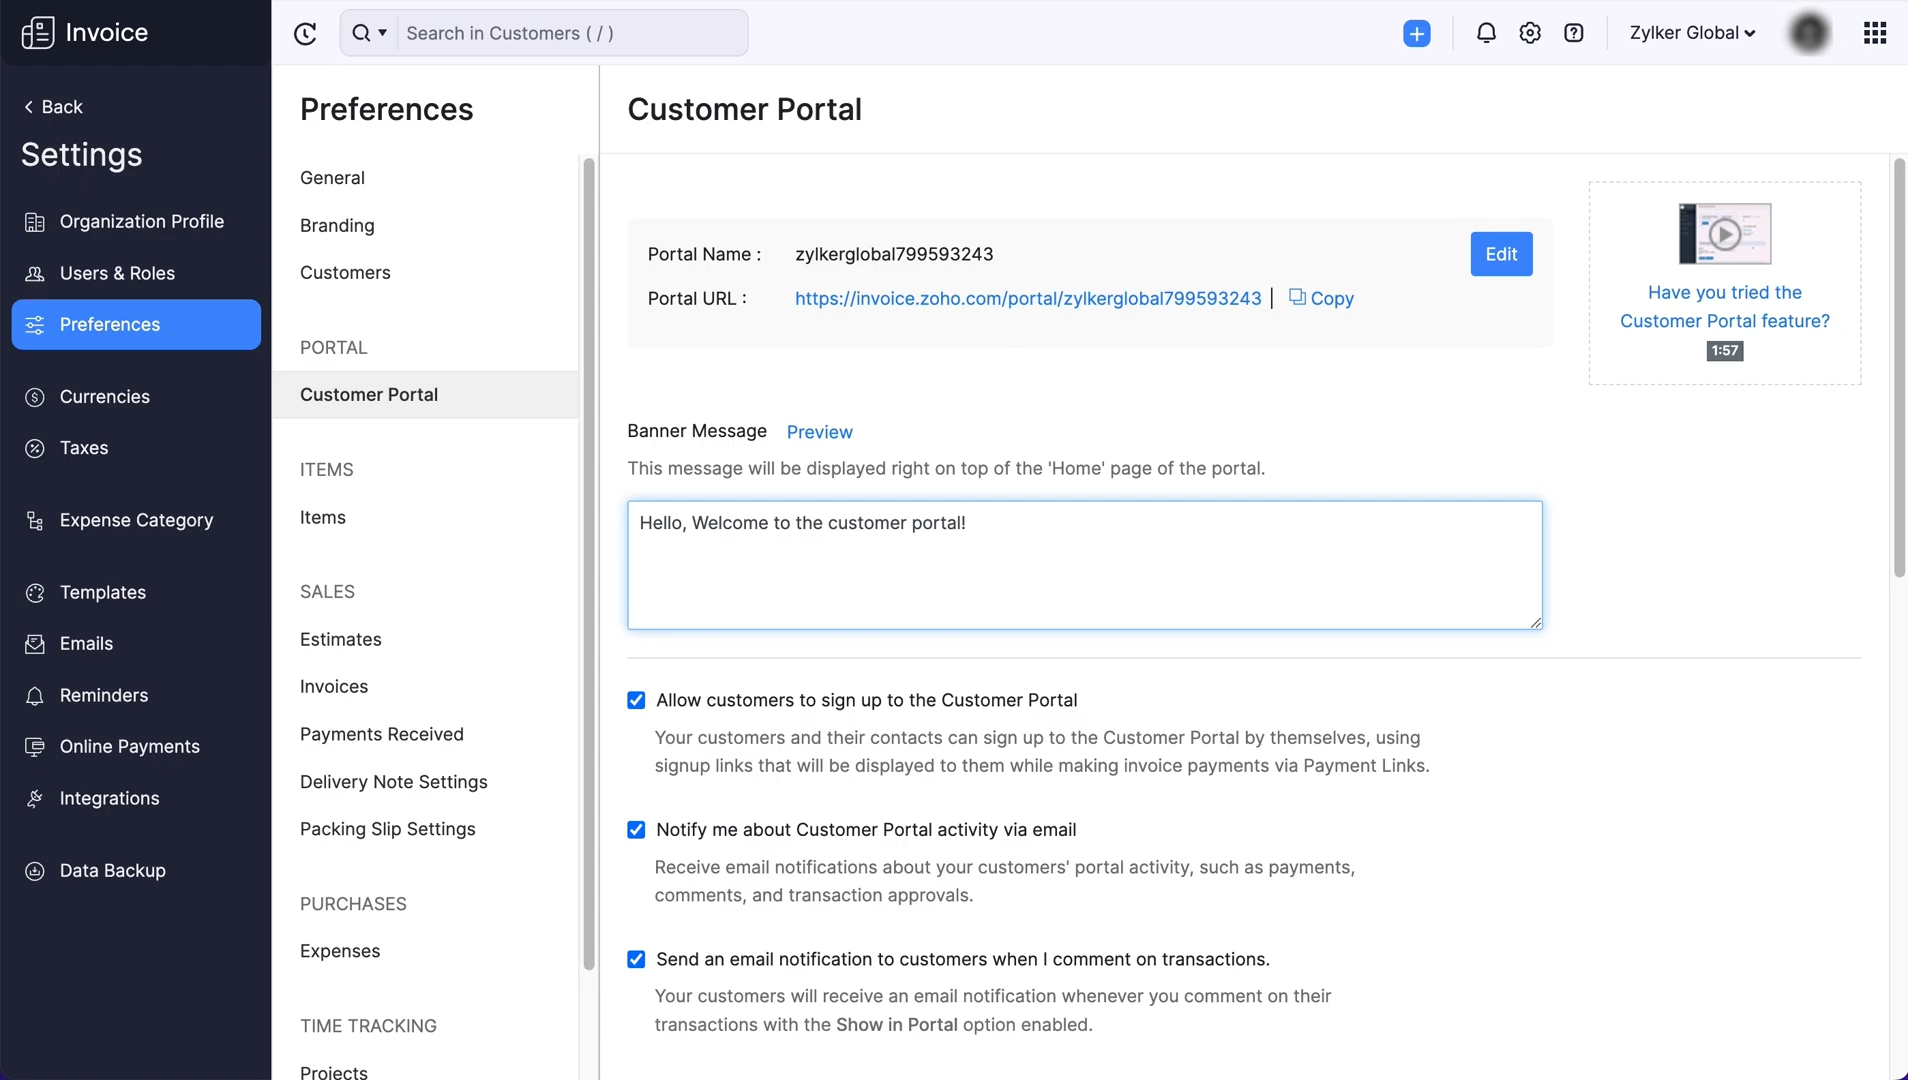 Invoice
Search in Customers ( / )
Zylker Global
Back
Settings
Organization Profile
Users & Roles
Preferences
Currencies
Taxes
Expense Category
Templates
Emails
Reminders
Online Payments
Integrations
Data Backup
Preferences
General
Branding
Customers
PORTAL
Customer Portal
ITEMS
Items
SALES
Estimates
Invoices
Payments Received
Delivery Note Settings
Packing Slip Settings
PURCHASES
Expenses
TIME TRACKING
Projects
Customer Portal
Portal Name : zylkerglobal799593243
Edit
Portal URL : https://invoice.zoho.com/portal/zylkerglobal799593243 | Copy
Have you tried the
Customer Portal feature?
1:57
Banner Message Preview
This message will be displayed right on top of the 'Home' page of the portal.
Hello, Welcome to the customer portal!
Allow customers to sign up to the Customer Portal
Your customers and their contacts can sign up to the Customer Portal by themselves, using
signup links that will be displayed to them while making invoice payments via Payment Links.
Notify me about Customer Portal activity via email
Receive email notifications about your customers' portal activity, such as payments,
comments, and transaction approvals.
Send an email notification to customers when I comment on transactions.
Your customers will receive an email notification whenever you comment on their
transactions with the Show in Portal option enabled.